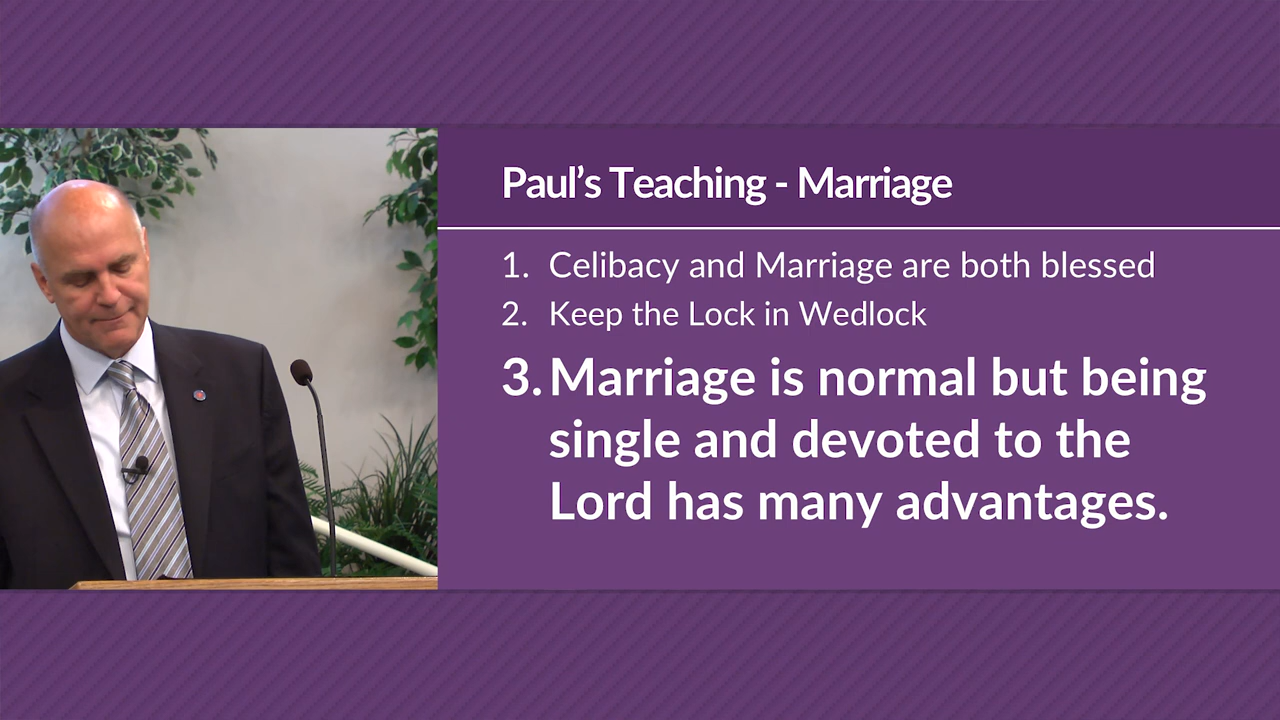 Paul’s Teaching - Marriage
1. Celibacy and Marriage are both blessed
2. Keep the Lock in Wedlock
3. Marriage is normal but being
single and devoted to the
Lord has many advantages.